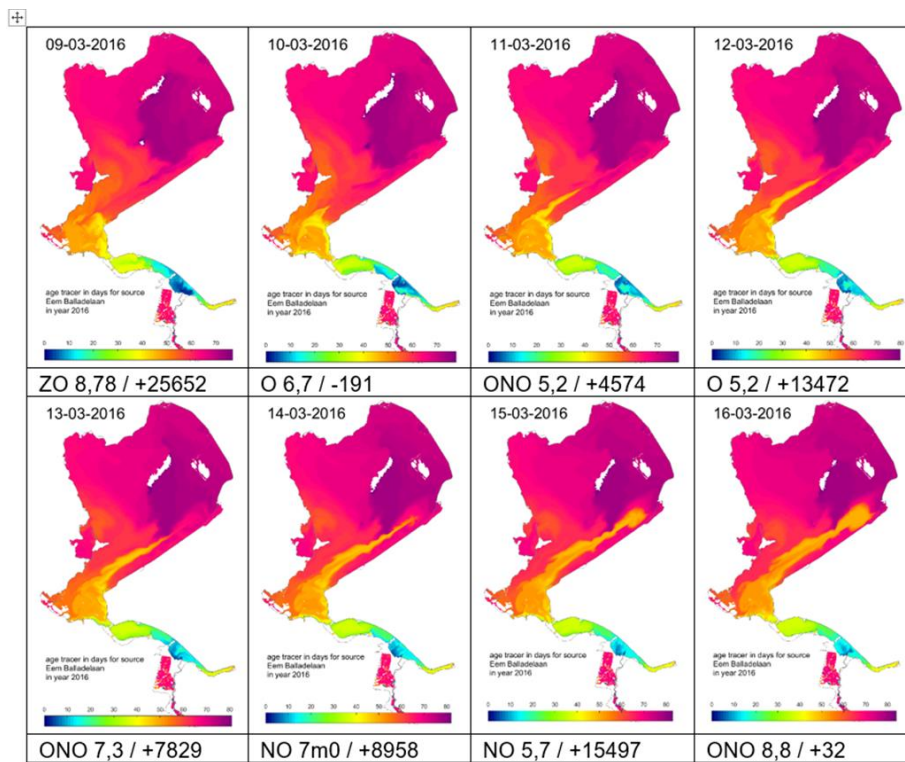 09-03-2016
10-03-2016
11-03-2016
12-03-2016
age tracer in days for source
Eem Balladelaan
in year 2016
0 10 20 30 40 50 60 70
age tracer in days for source
Eem Balladelaan
in year 2016
0 10 20 30 40 50 60 70
age tracer in days for source
Eem Balladelaan
in year 2016
0 10 20 30 40 50 60 70
age tracer in days for source
Eem Balladelaan
in year 2016
0 10 20 30 40 50 60 70 80
ZO 8,78 / +25652
O 6,7 / -191
ONO 5,2 / +4574
O 5,2 / +13472
13-03-2016
14-03-2016
15-03-2016
16-03-2016
age tracer in days for source
Eem Balladelaan
in year 2016
0 10 20 30 40 50 60 70 80
age tracer in days for source
Eem Balladelaan
in year 2016
0 10 20 30 40 50 60 70 80
age tracer in days for source
Eem Balladelaan
in year 2016
0 10 20 30 40 50 60 70 80
age tracer in days for source
Eem Balladelaan
in year 2016
0 10 20 30 40 50 60 70 80
ONO 7,3 / +7829
NO 7m0 / +8958
NO 5,7 / +15497
ONO 8,8 / +32